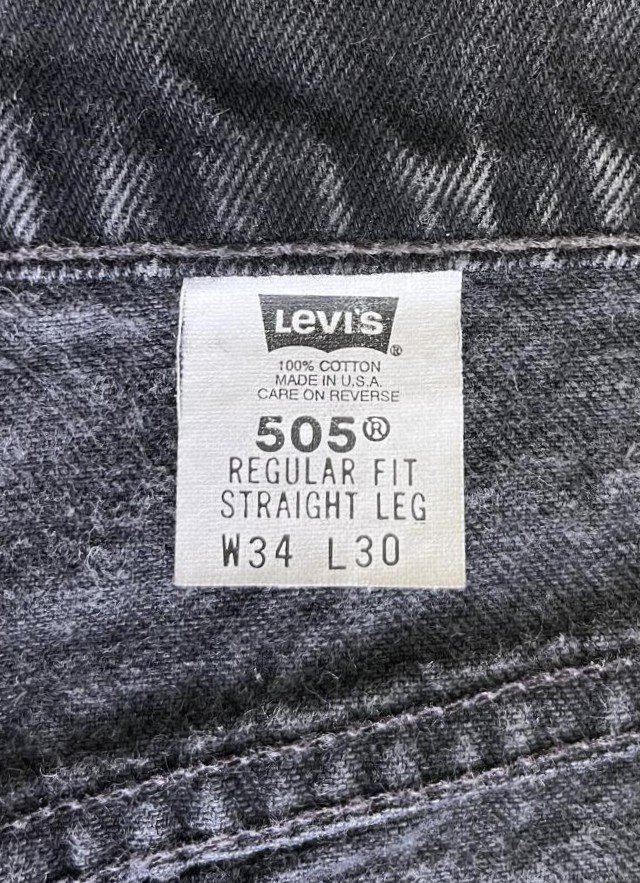 Levi's®
100% COTTON
MADE IN U.S.A.
CARE ON REVERSE
505®
REGULAR FIT
STRAIGHT LEG
W34 L30